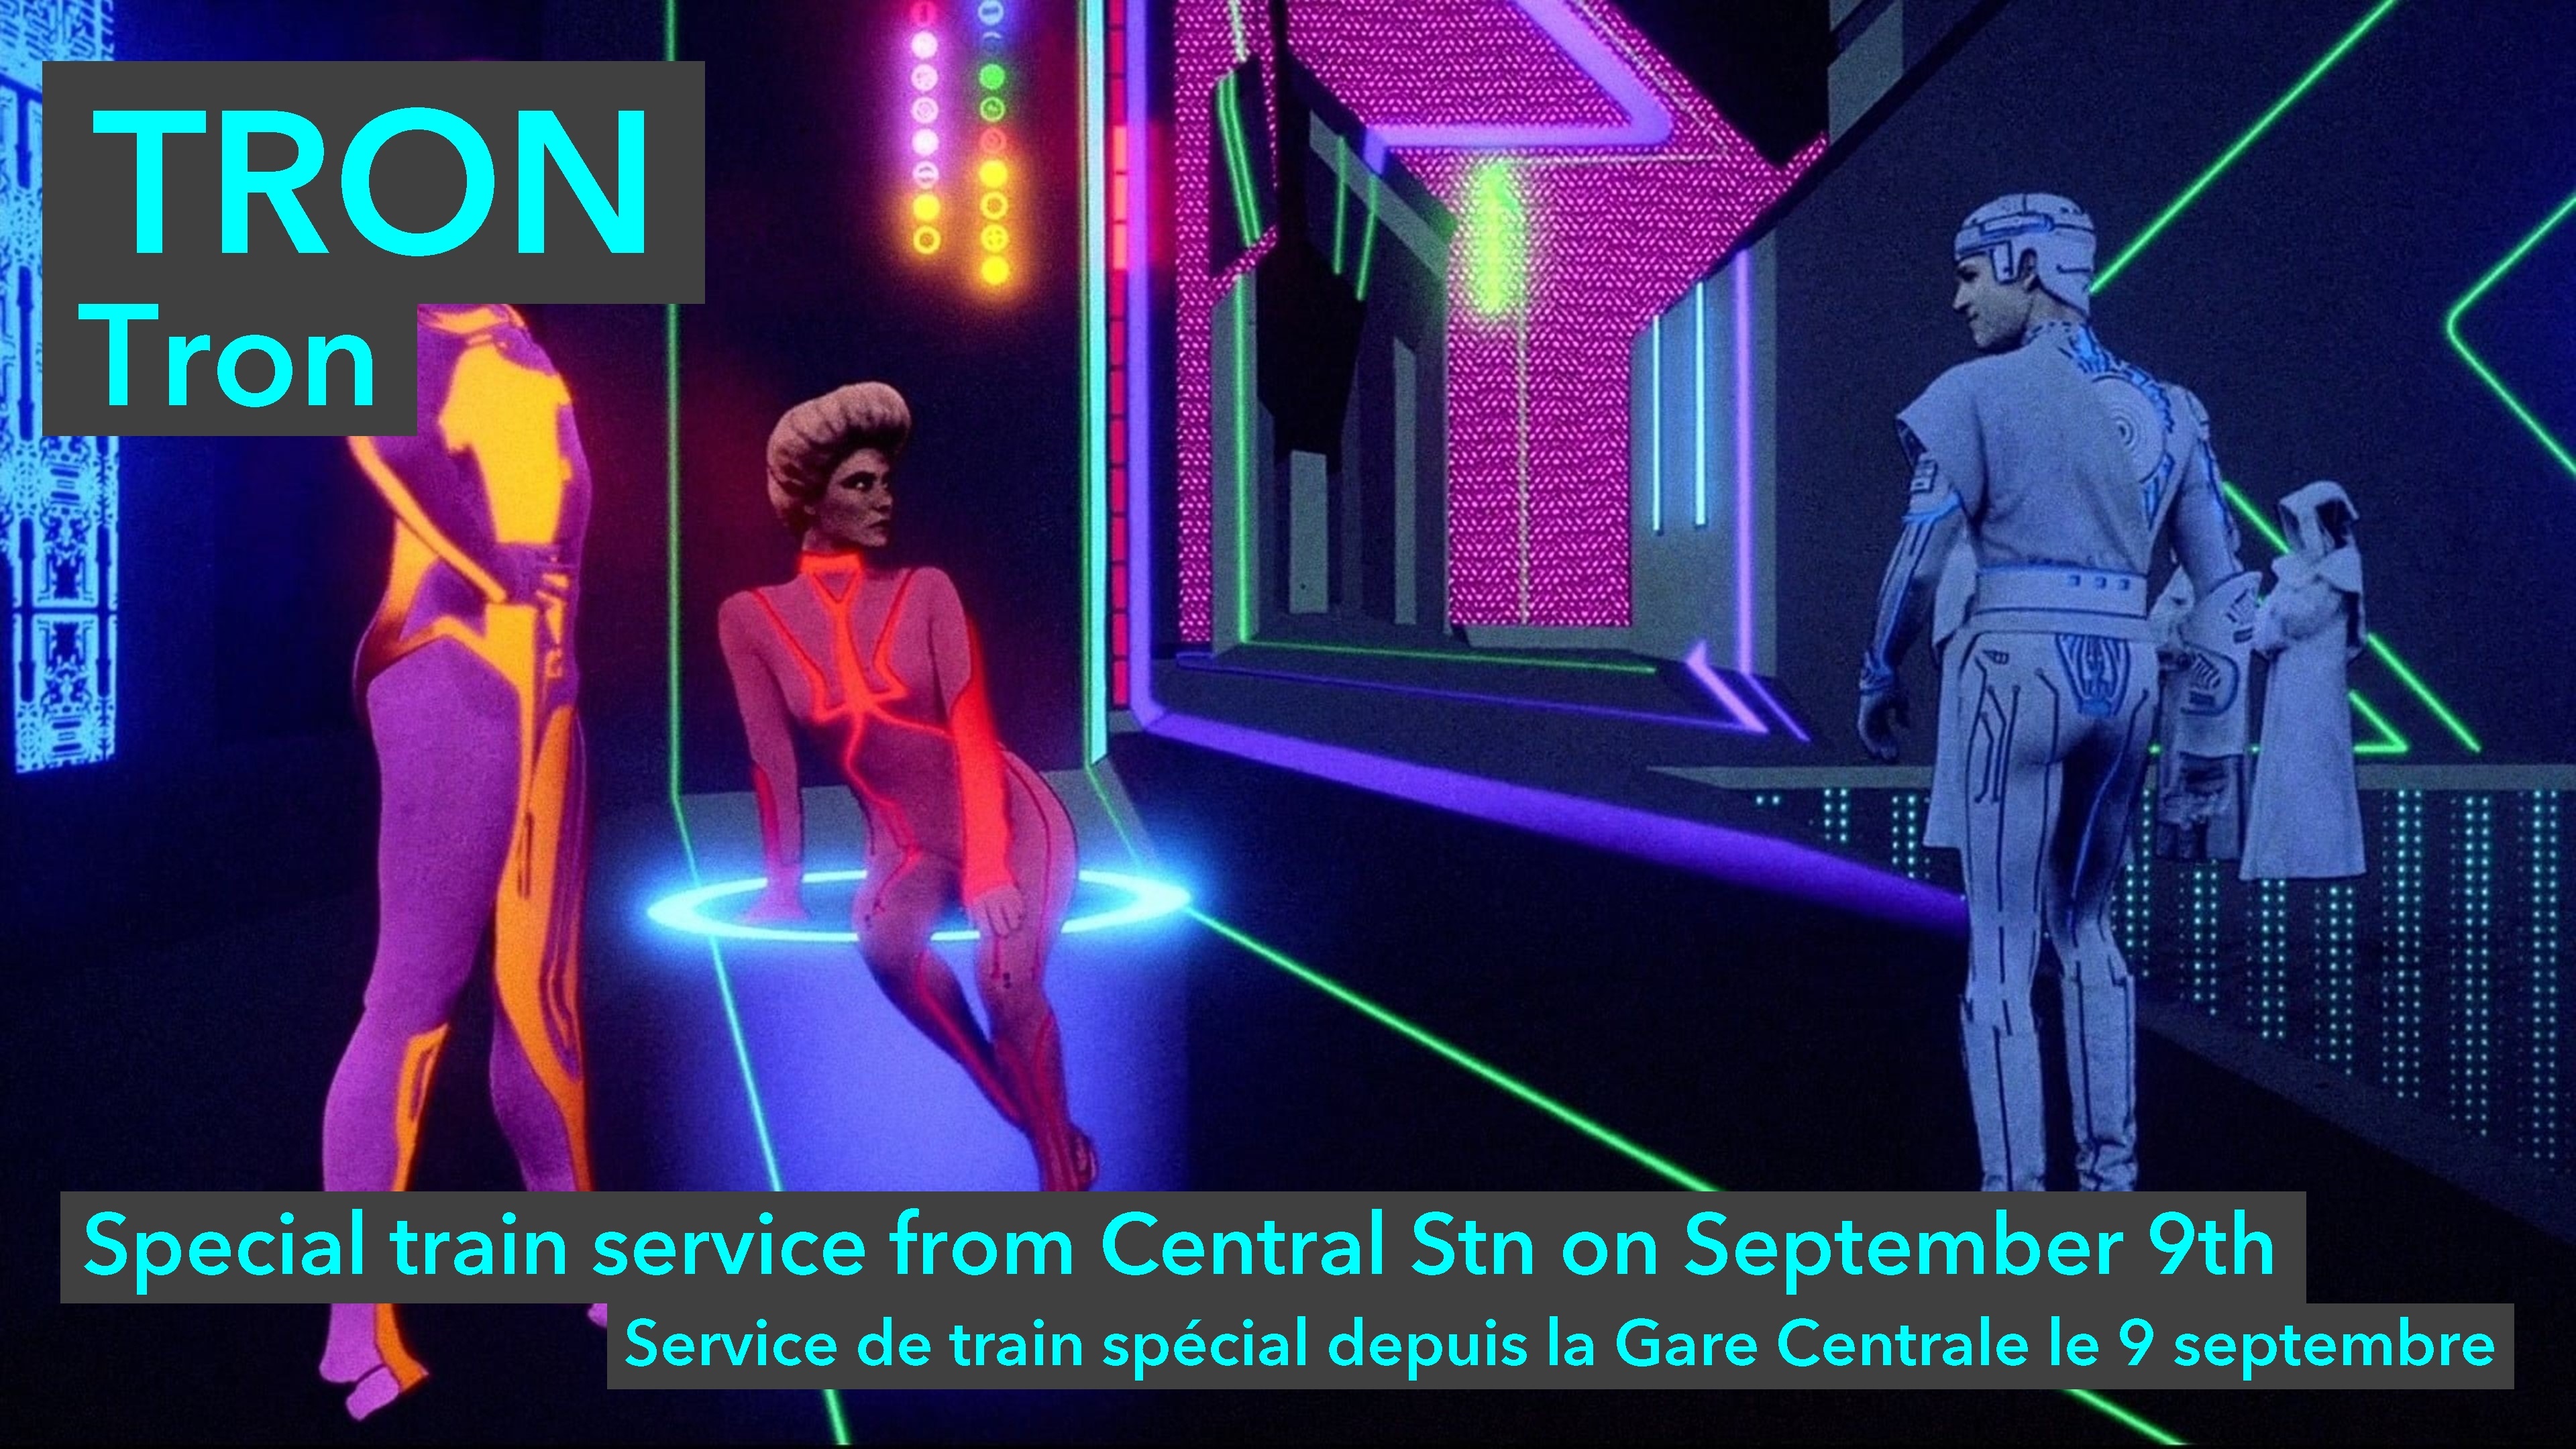 TRON
Tron
Special train service from Central Stn on September 9th
Service de train spécial depuis la Gare Centrale le 9 septembre